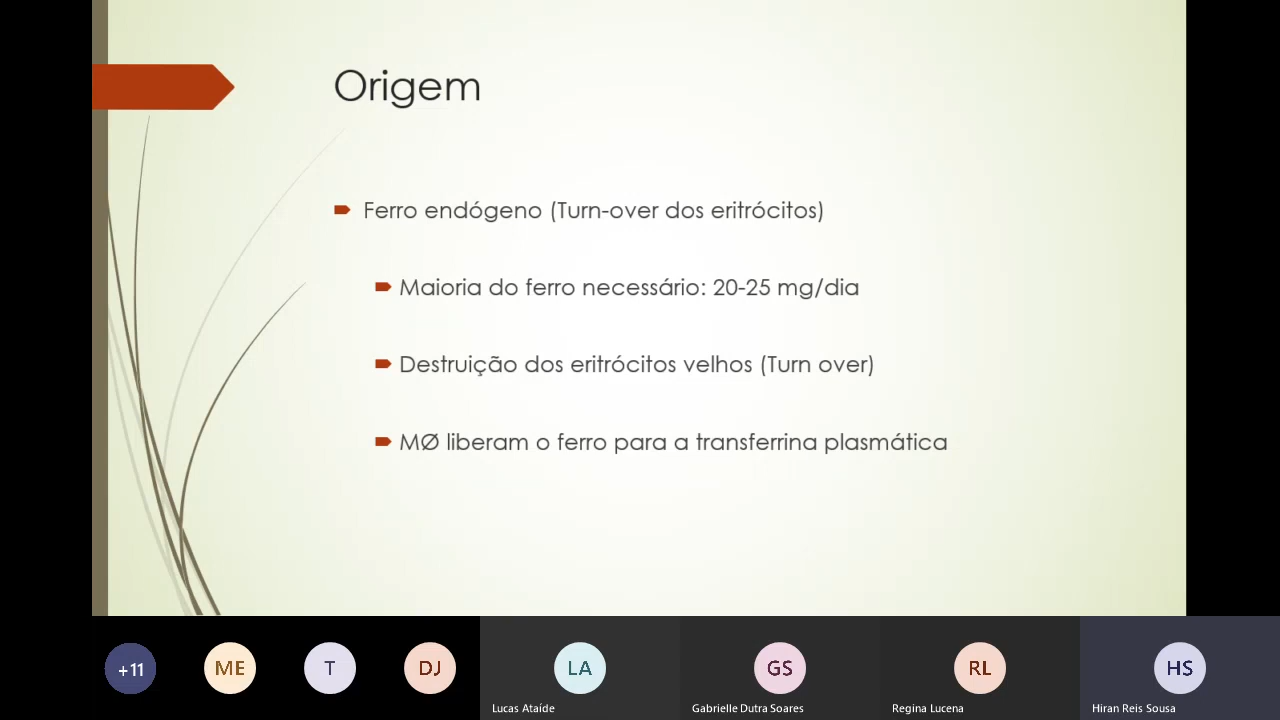 Origem
Ferro endógeno (Turn-over dos eritrócitos)
Maioria do ferro necessário: 20-25 mg/dia
Destruição dos eritrócitos velhos (Turn over)
MØ liberam o ferro para a transferrina plasmática
+11
ME
T
DJ
LA
GS
RL
HS
Lucas Ataíde
Gabrielle Dutra Soares
Regina Lucena
Hiran Reis Sousa